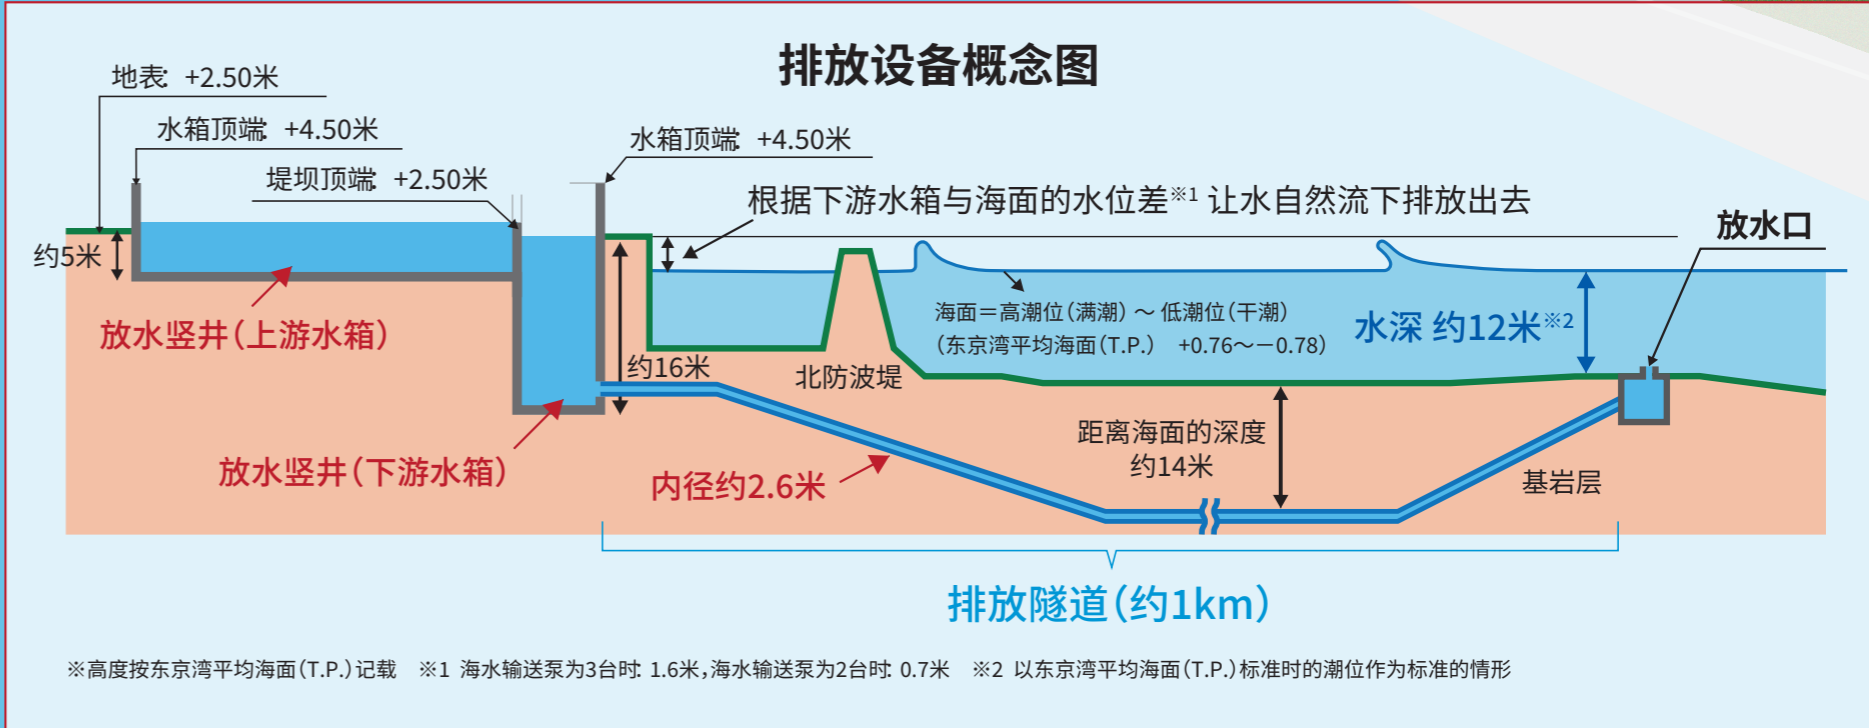 排放设备概念图
地表: +2.50米
水箱顶端: +4.50米
堤坝顶端: +2.50米
水箱顶端: +4.50米
根据下游水箱与海面的水位差※1 让水自然流下排放出去
放水口
约5米
海面＝高潮位(满潮)～低潮位(干潮)
(东京湾平均海面(T.P.) +0.76～－0.78)
水深 约12米※2
放水竖井(上游水箱)
约16米
北防波堤
距离海面的深度
约14米
放水竖井(下游水箱)
内径约2.6米
基岩层
排放隧道(约1km)
※高度按东京湾平均海面(T.P.)记载 ※1 海水输送泵为3台时: 1.6米,海水输送泵为2台时: 0.7米 ※2 以东京湾平均海面(T.P.)标准时的潮位作为标准的情形